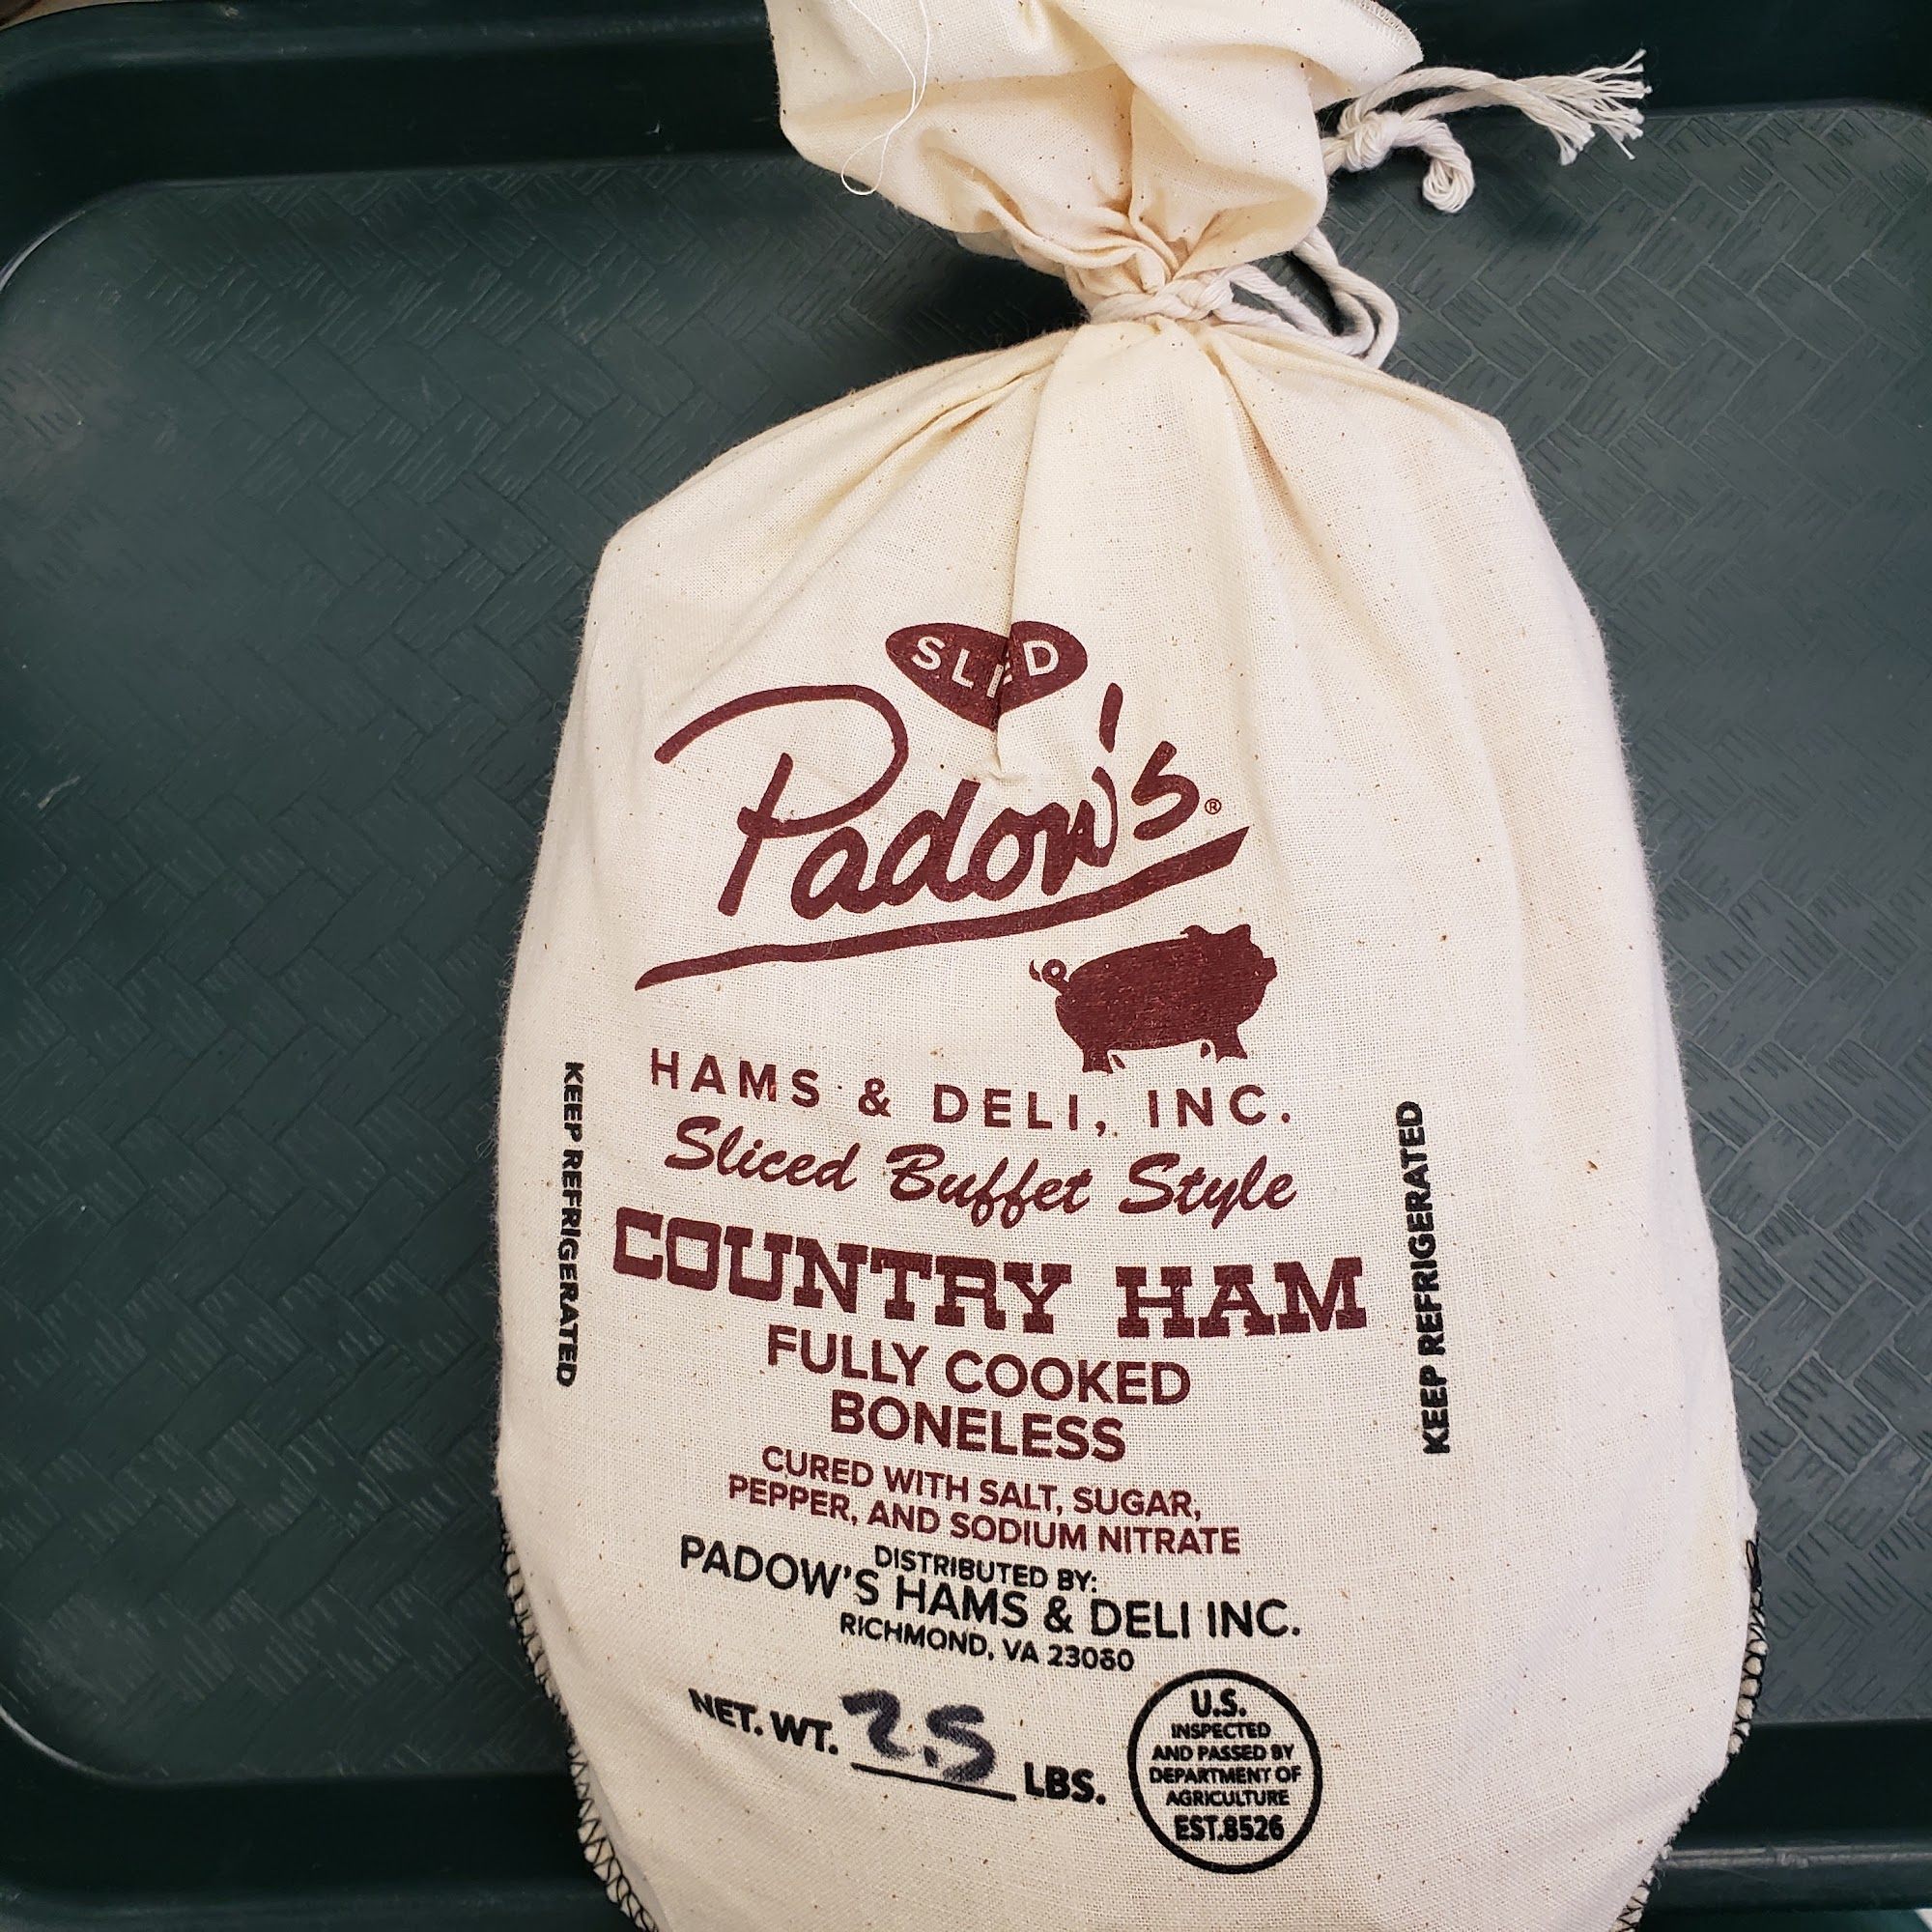 Padow's®
HAMS & DELI, INC.
Sliced Buffet Style
COUNTRY HAM
FULLY COOKED
BONELESS
CURED WITH SALT, SUGAR,
PEPPER, AND SODIUM NITRATE
DISTRIBUTED BY:
PADOW'S HAMS & DELI INC.
RICHMOND, VA 23060
NET. WT. 2.5 LBS.
U.S.
INSPECTED
AND PASSED BY
DEPARTMENT OF
AGRICULTURE
EST.8526
KEEP REFRIGERATED
KEEP REFRIGERATED